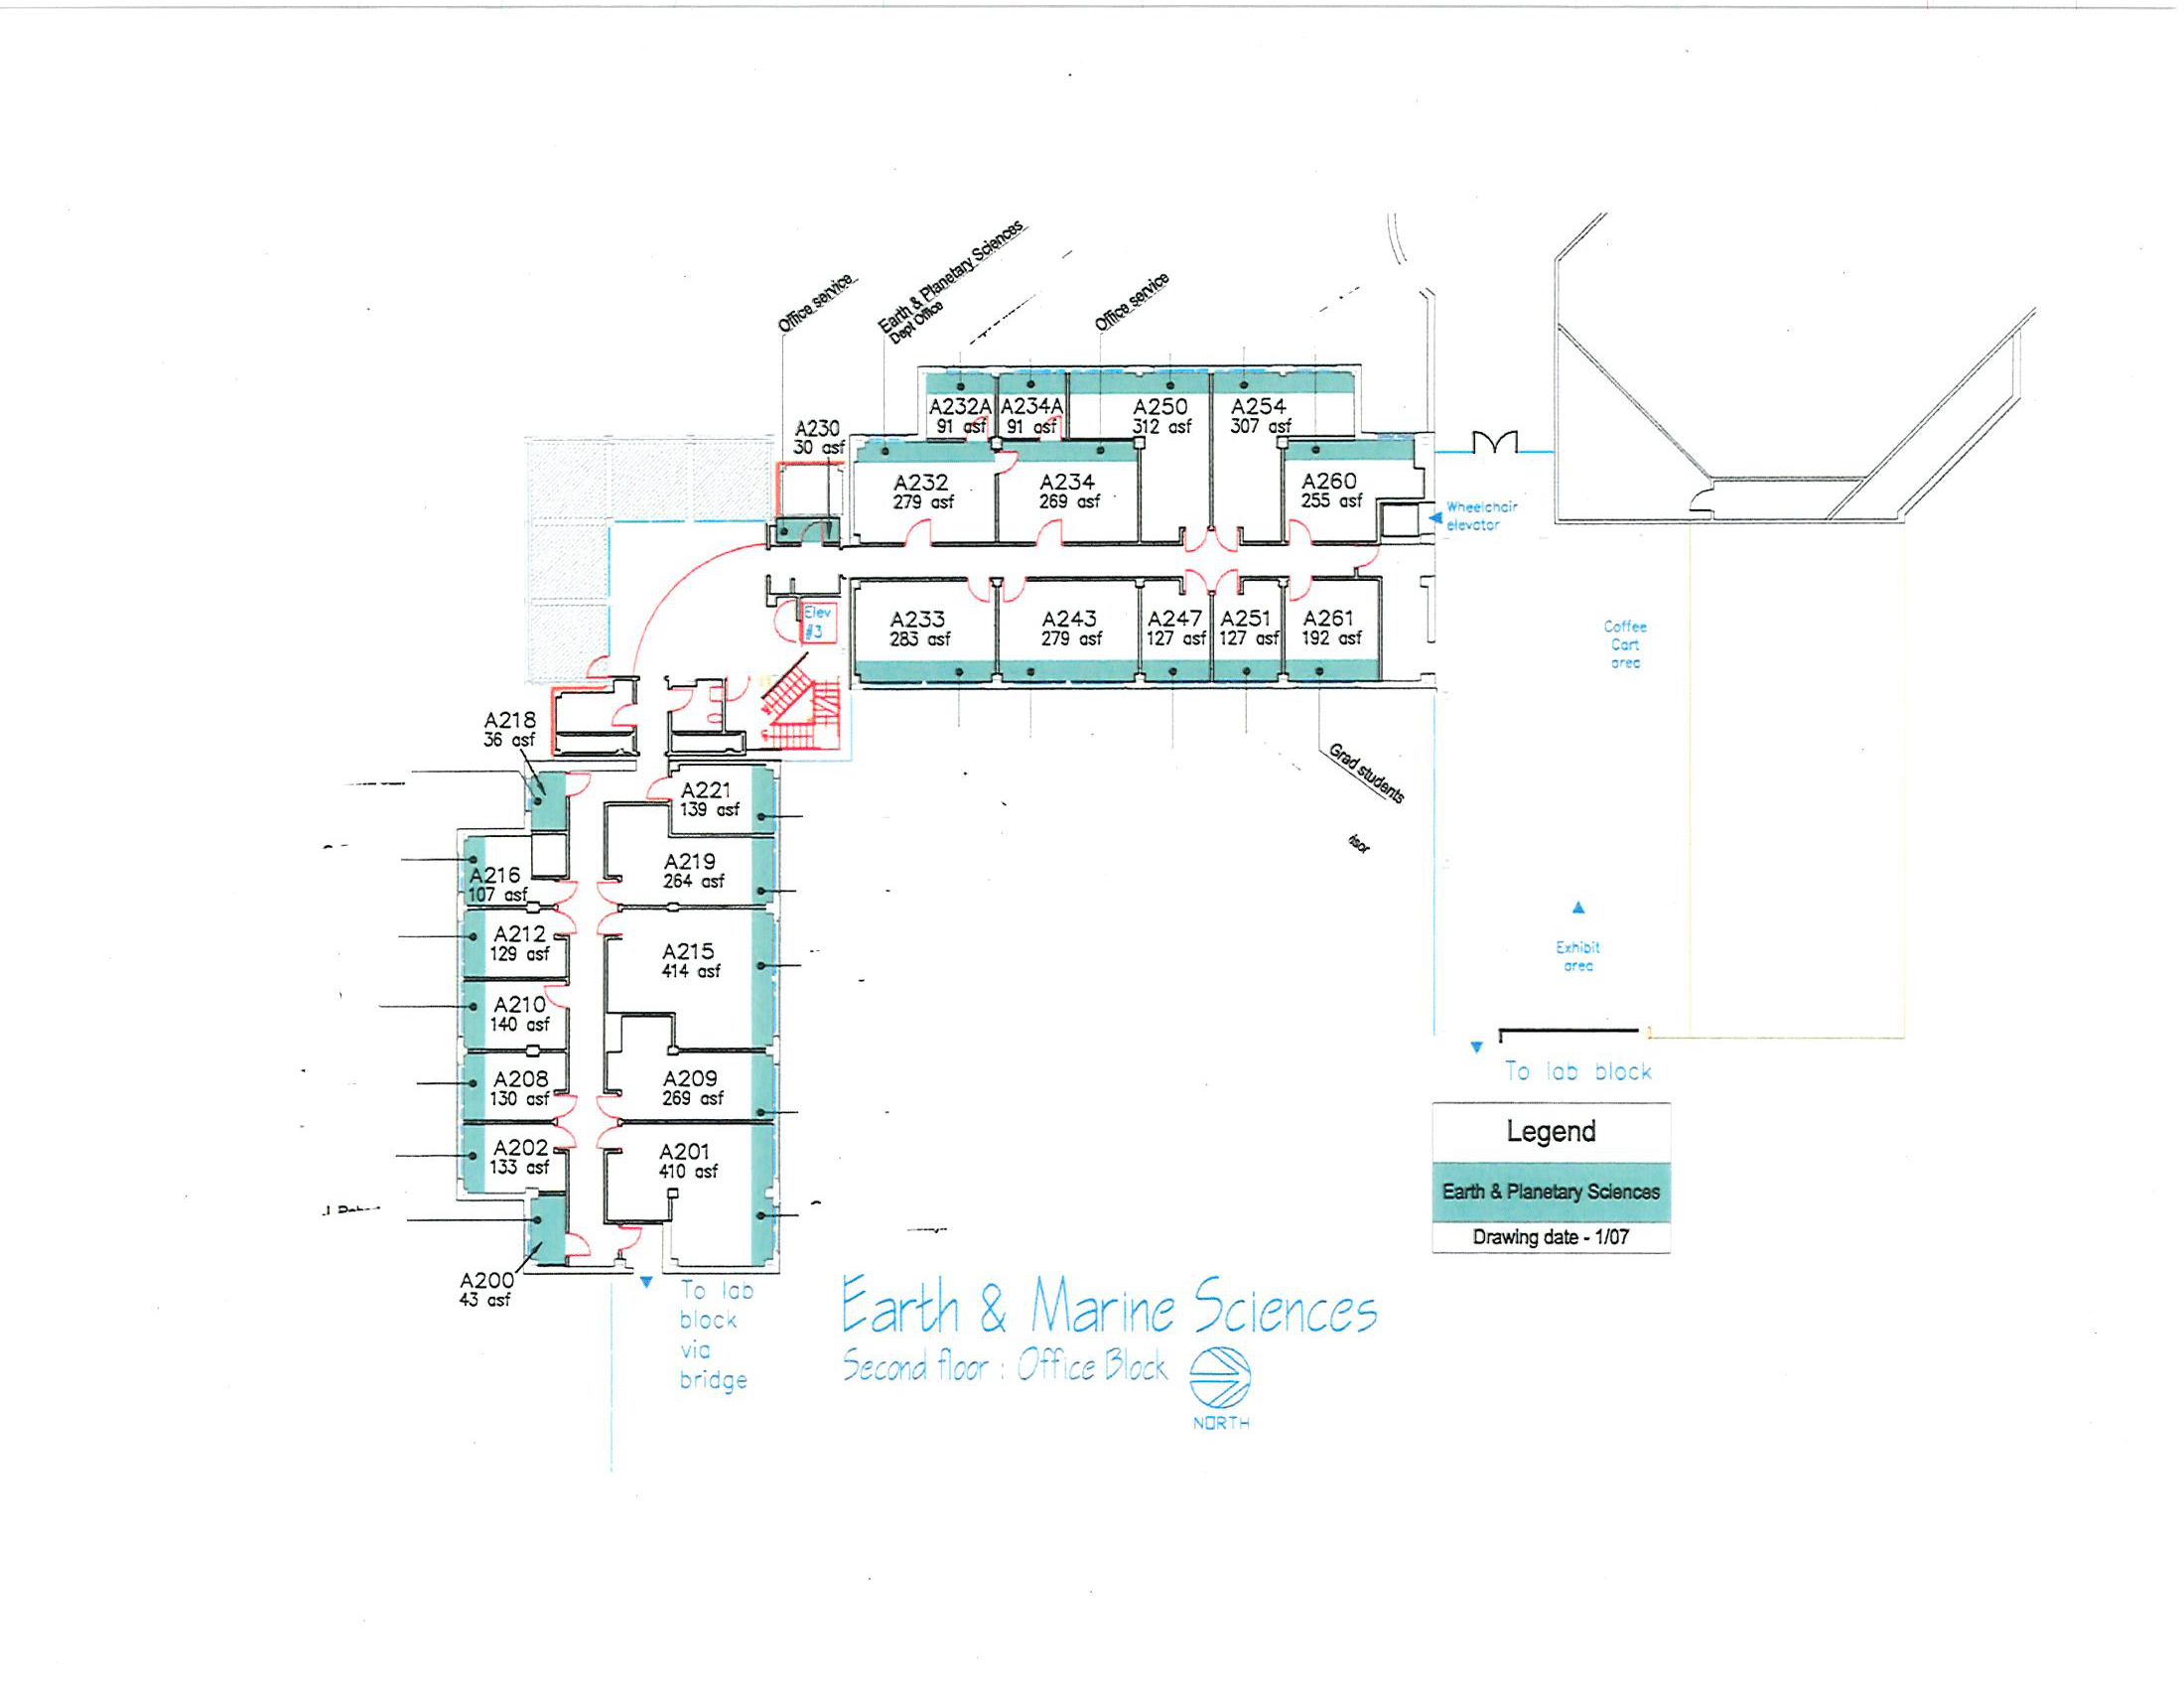 Office service
Earth & Planetary Sciences
Dept Office
Office service
A230
30 asf
A232A
91 asf
A234A
91 asf
A250
312 asf
A254
307 asf
A232
279 asf
A234
269 asf
A260
255 asf
Wheelchair
elevator
Elev
#3
A233
283 asf
A243
279 asf
A247
127 asf
A251
127 asf
A261
192 asf
Coffee
Cart
area
Grad students
A218
36 asf
A221
139 asf
A216
107 asf
A219
264 asf
A212
129 asf
A215
414 asf
A210
140 asf
A208
130 asf
A209
269 asf
A202
133 asf
A201
410 asf
A200
43 asf
Exhibit
area
To lab block
Legend
Earth & Planetary Sciences
Drawing date - 1/07
To lab
block
via
bridge
Earth & Marine Sciences
Second floor : Office Block
NORTH